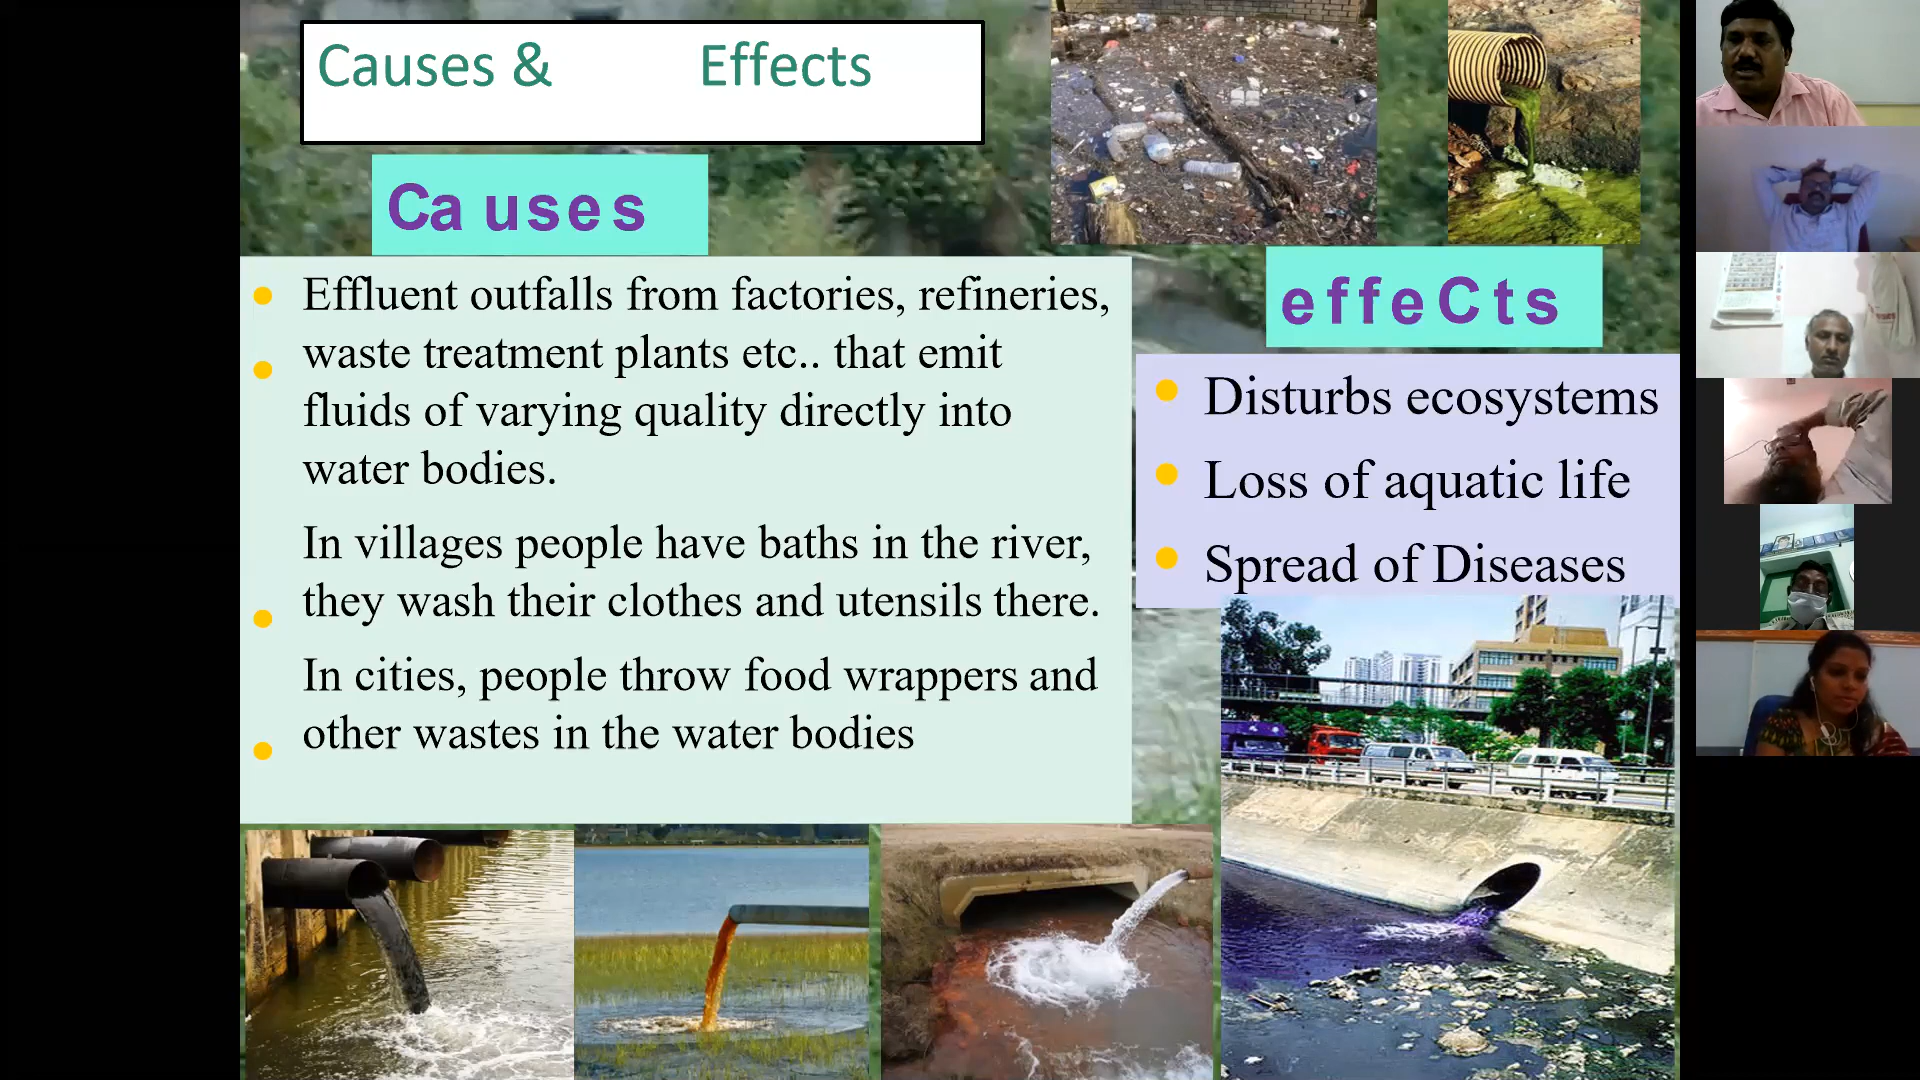 Causes & Effects
Ca uses
Effluent outfalls from factories, refineries,
waste treatment plants etc.. that emit
fluids of varying quality directly into
water bodies.
In villages people have baths in the river,
they wash their clothes and utensils there.
In cities, people throw food wrappers and
other wastes in the water bodies
effeCts
Disturbs ecosystems
Loss of aquatic life
Spread of Diseases